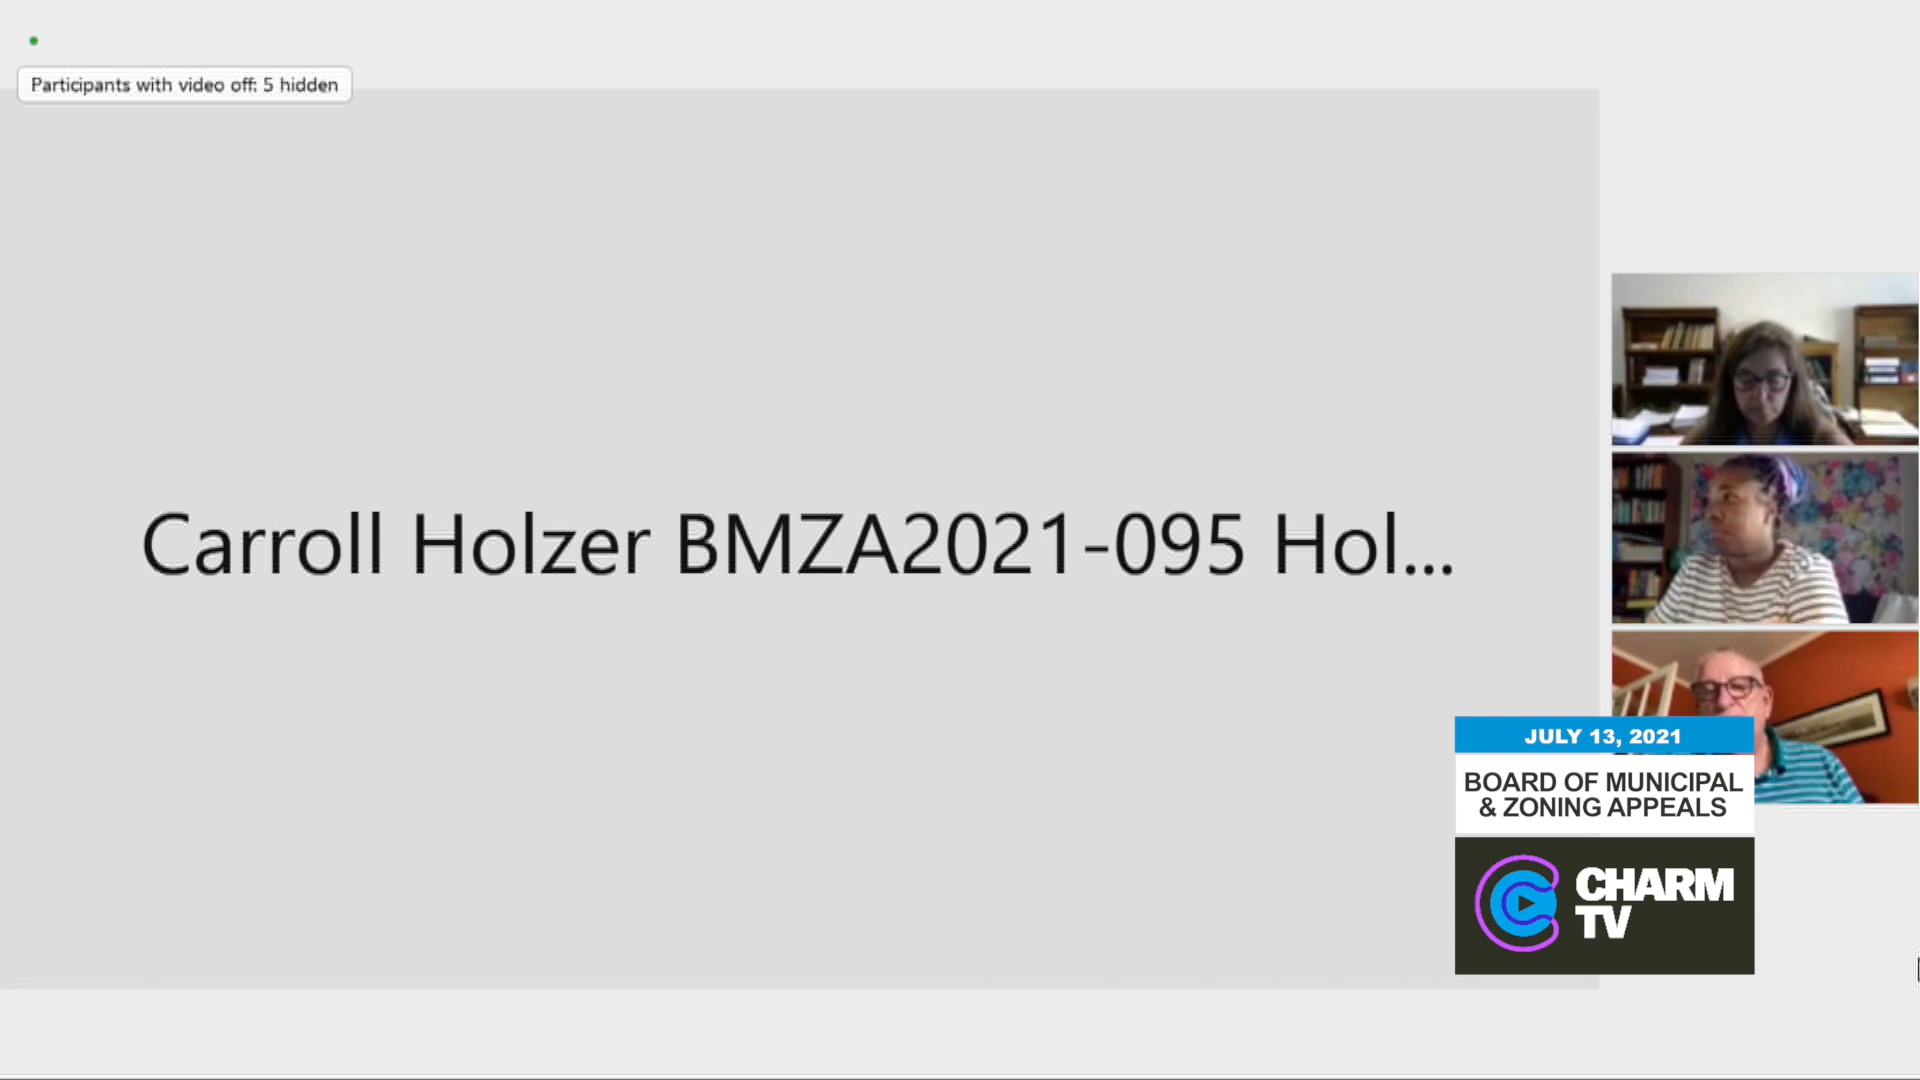 Participants with video off: 5 hidden
Carroll Holzer BMZA2021-095 Hol...
JULY 13, 2021
BOARD OF MUNICIPAL
& ZONING APPEALS
CHARM
TV